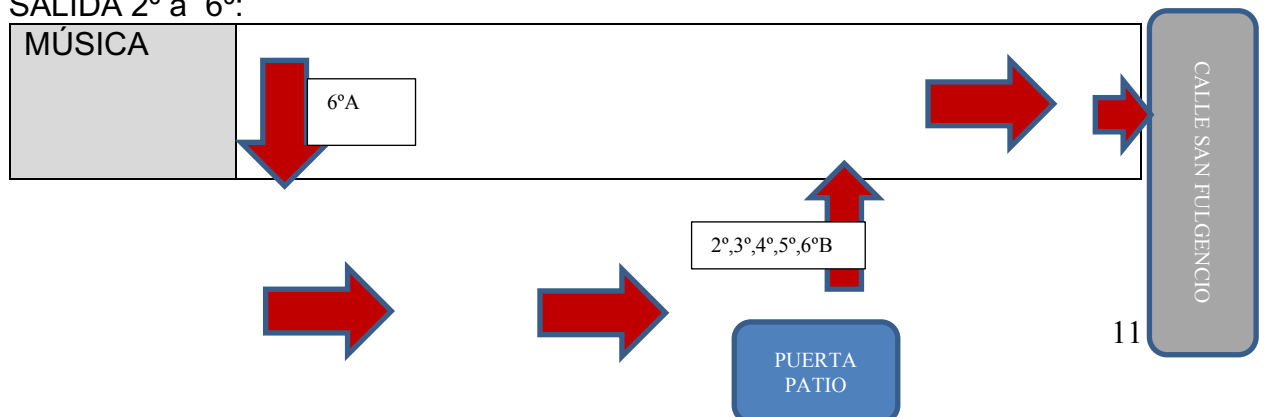 SALIDA 2º a 6º:
MÚSICA
6ºA
2º,3º,4º,5º,6ºB
PUERTA
PATIO
CALLE SAN FULGENCIO
11